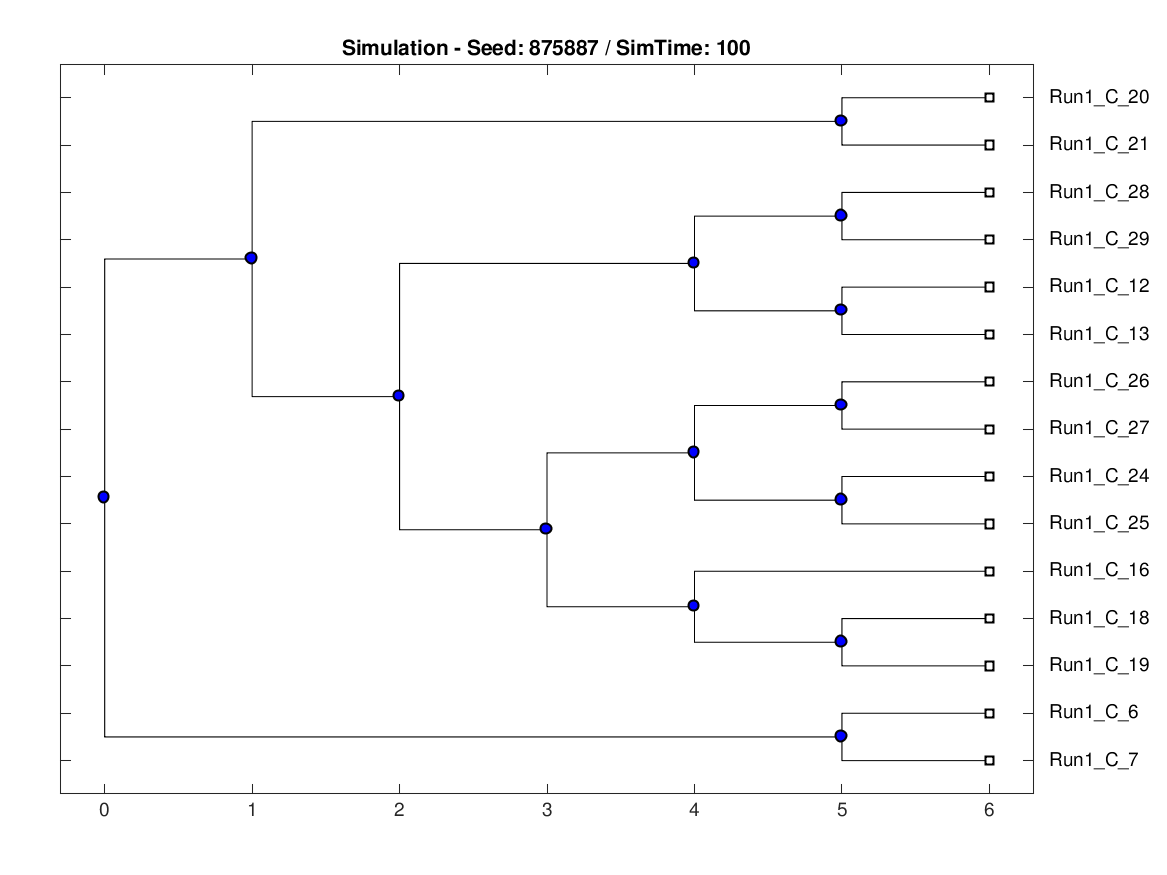 Simulation - Seed: 875887 / SimTime: 100
Run1_C_20
Run1_C_21
Run1_C_28
Run1_C_29
Run1_C_12
Run1_C_13
Run1_C_26
Run1_C_27
Run1_C_24
Run1_C_25
Run1_C_16
Run1_C_18
Run1_C_19
Run1_C_6
Run1_C_7
0 1 2 3 4 5 6